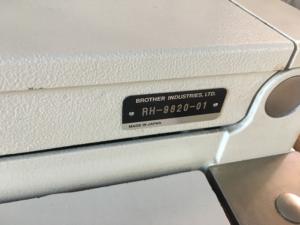 BROTHER INDUSTRIES, LTD.
RH-9820-01
MADE IN JAPAN